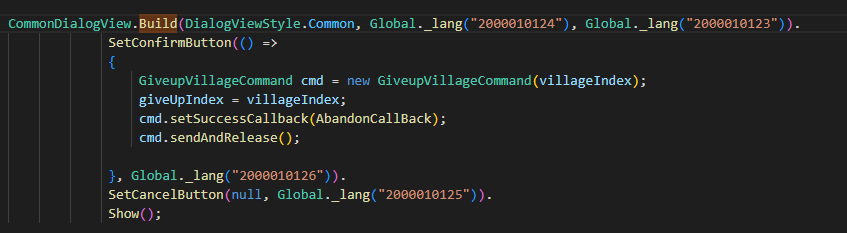 CommonDialogView.Build(DialogViewStyle.Common, Global._lang("2000010124"), Global._lang("2000010123")).
SetConfirmButton(() =>
{
GiveupVillageCommand cmd = new GiveupVillageCommand(villageIndex);
giveUpIndex = villageIndex;
cmd.setSuccessCallback(AbandonCallBack);
cmd.sendAndRelease();
}, Global._lang("2000010126")).
SetCancelButton(null, Global._lang("2000010125")).
Show();